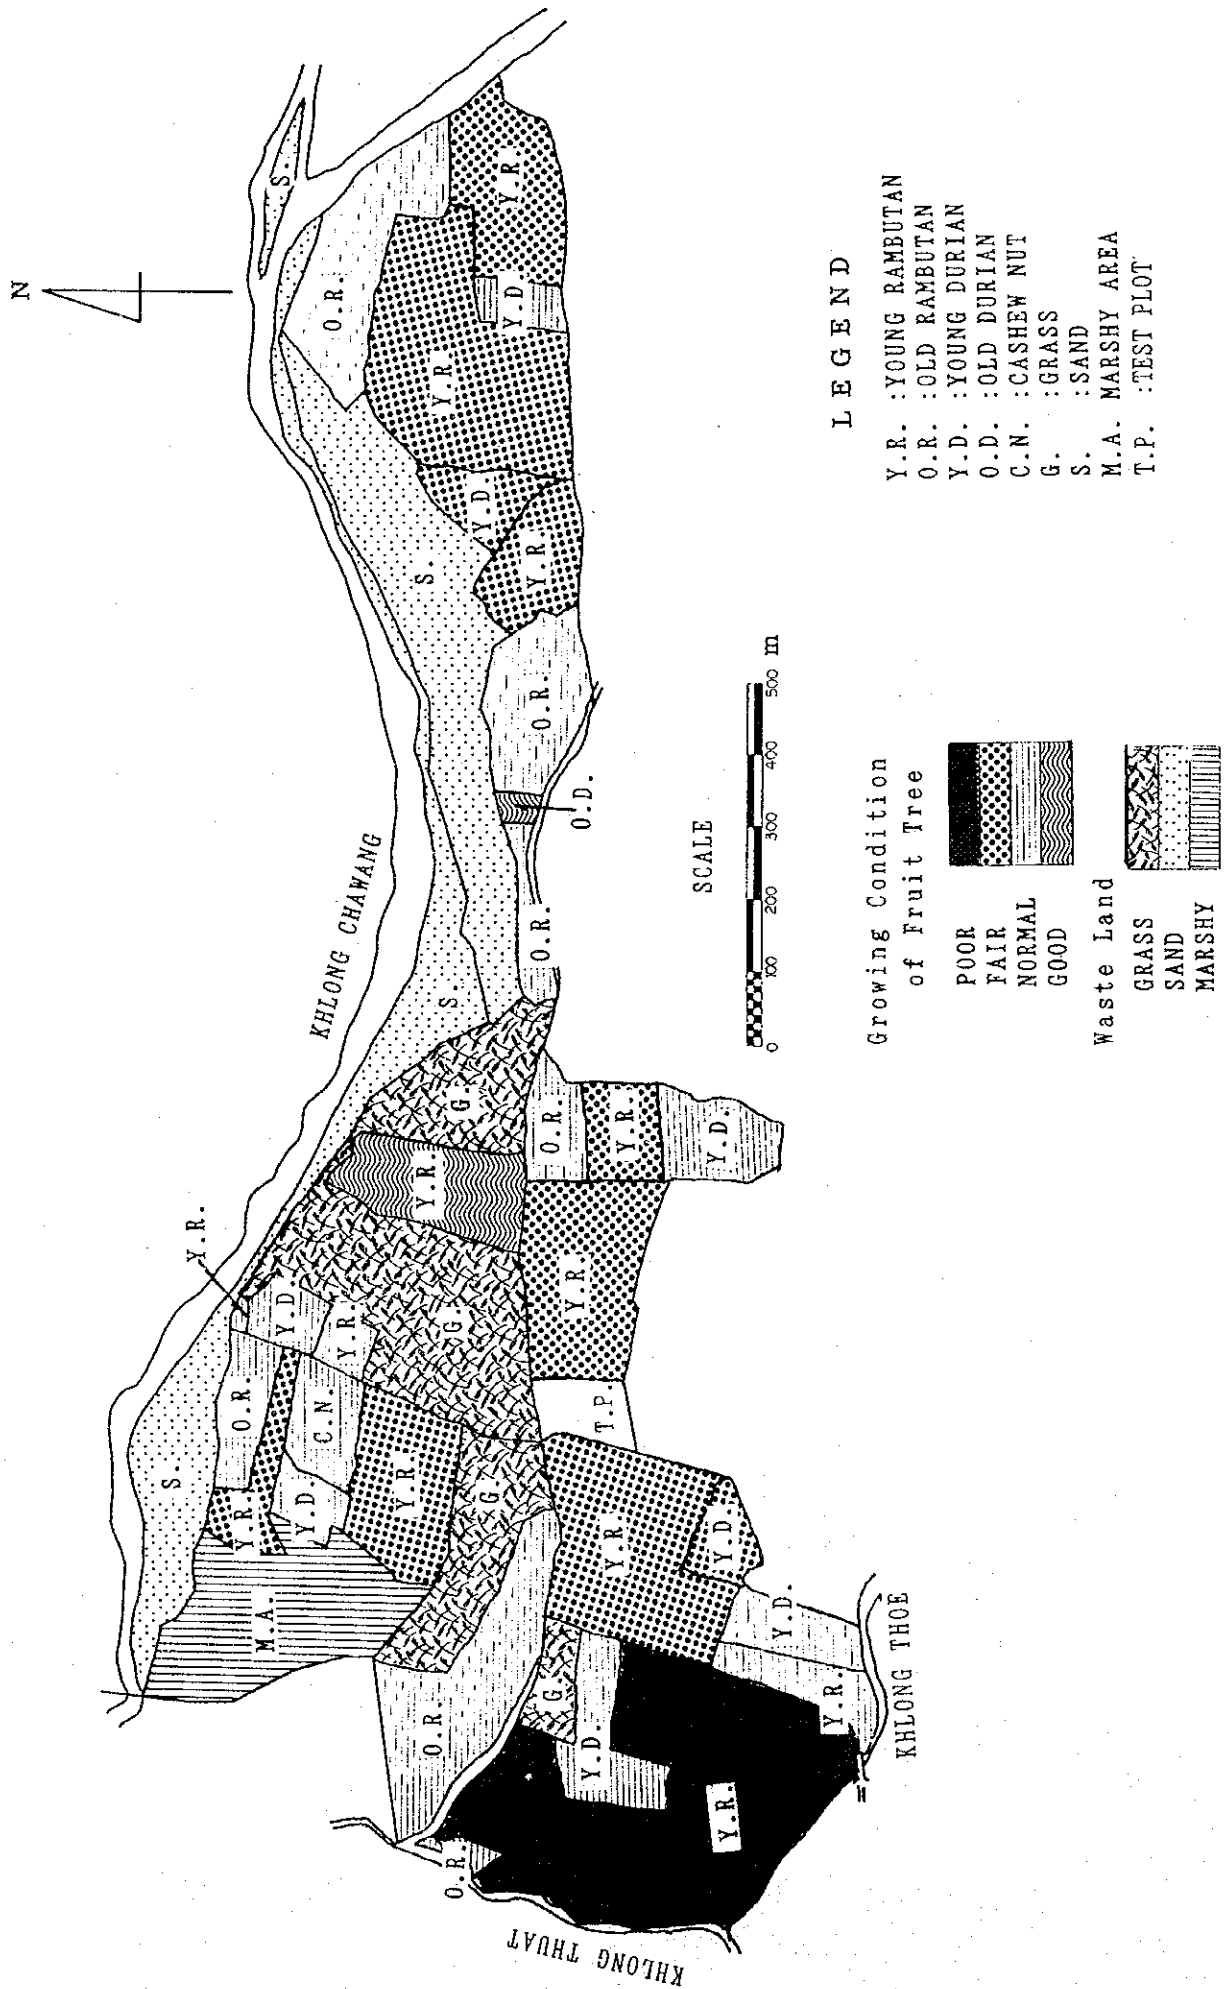 N
S.
O.R.
Y.R
Y.R
Y.D
Y.D
Y.R
S.
O.R.
O.D.
O.R.
KHLONG CHAWANG
S.
G.
Y.R.
O.R.
Y.R.
Y.D.
Y.R.
Y.R.
Y.D.
Y.R.
G.
T.P.
O.R.
C.N.
Y.R
S.
Y.R
Y.D.
G.
M.A.
Y.R
Y.D.
Y.D.
Y.R.
O.R.
G.
Y.D.
Y.R.
O.R.
KHLONG THUAT
KHLONG THOE
SCALE
0 100 200 300 400 500 m
LEGEND
Y.R. :YOUNG RAMBUTAN
O.R. :OLD RAMBUTAN
Y.D. :YOUNG DURIAN
O.D. :OLD DURIAN
C.N. :CASHEW NUT
G. :GRASS
S. :SAND
M.A. MARSHY AREA
T.P. :TEST PLOT
Growing Condition
of Fruit Tree
POOR
FAIR
NORMAL
GOOD
Waste Land
GRASS
SAND
MARSHY